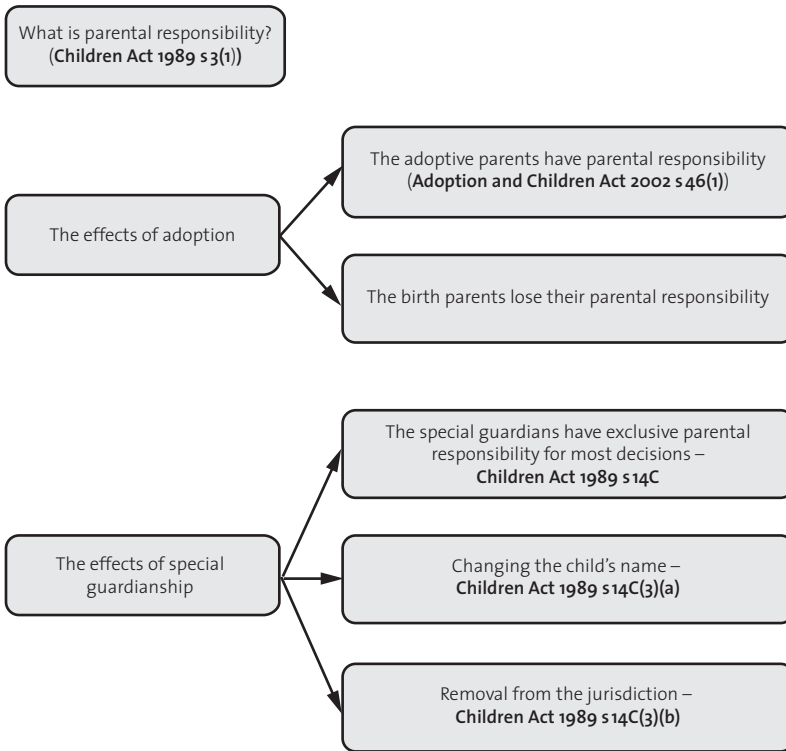 What is parental responsibility?
(Children Act 1989 s 3(1))
The adoptive parents have parental responsibility
(Adoption and Children Act 2002 s 46(1))
The effects of adoption
The birth parents lose their parental responsibility
The special guardians have exclusive parental
responsibility for most decisions –
Children Act 1989 s 14C
The effects of special
guardianship
Changing the child’s name –
Children Act 1989 s 14C(3)(a)
Removal from the jurisdiction –
Children Act 1989 s 14C(3)(b)